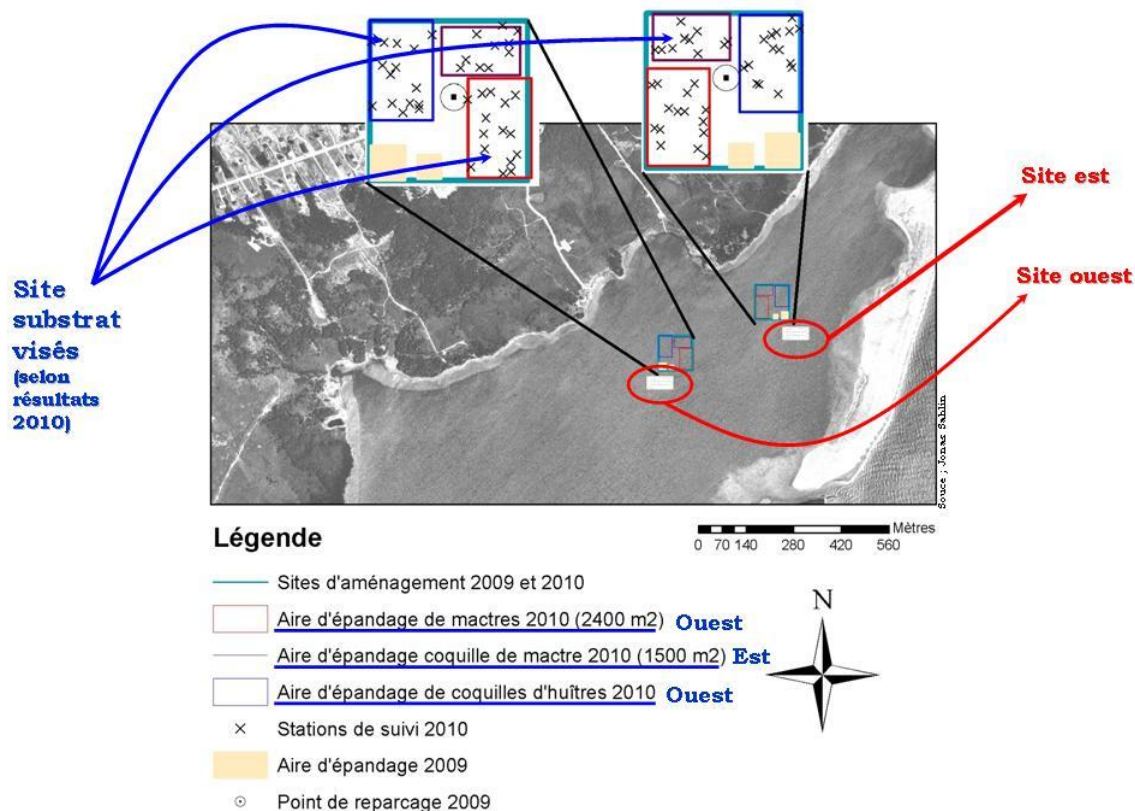 Site est
Site ouest
Site
substrat
visés
(selon
résultats
2010)
Souce ; Jonas Sablin
Légende
Mètres
0 70 140 280 420 560
Sites d'aménagement 2009 et 2010
Aire d'épandage de mactres 2010 (2400 m2) Ouest
Aire d'épandage coquille de mactre 2010 (1500 m2) Est
Aire d'épandage de coquilles d'huîtres 2010 Ouest
Stations de suivi 2010
Aire d'épandage 2009
Point de reparcage 2009
N